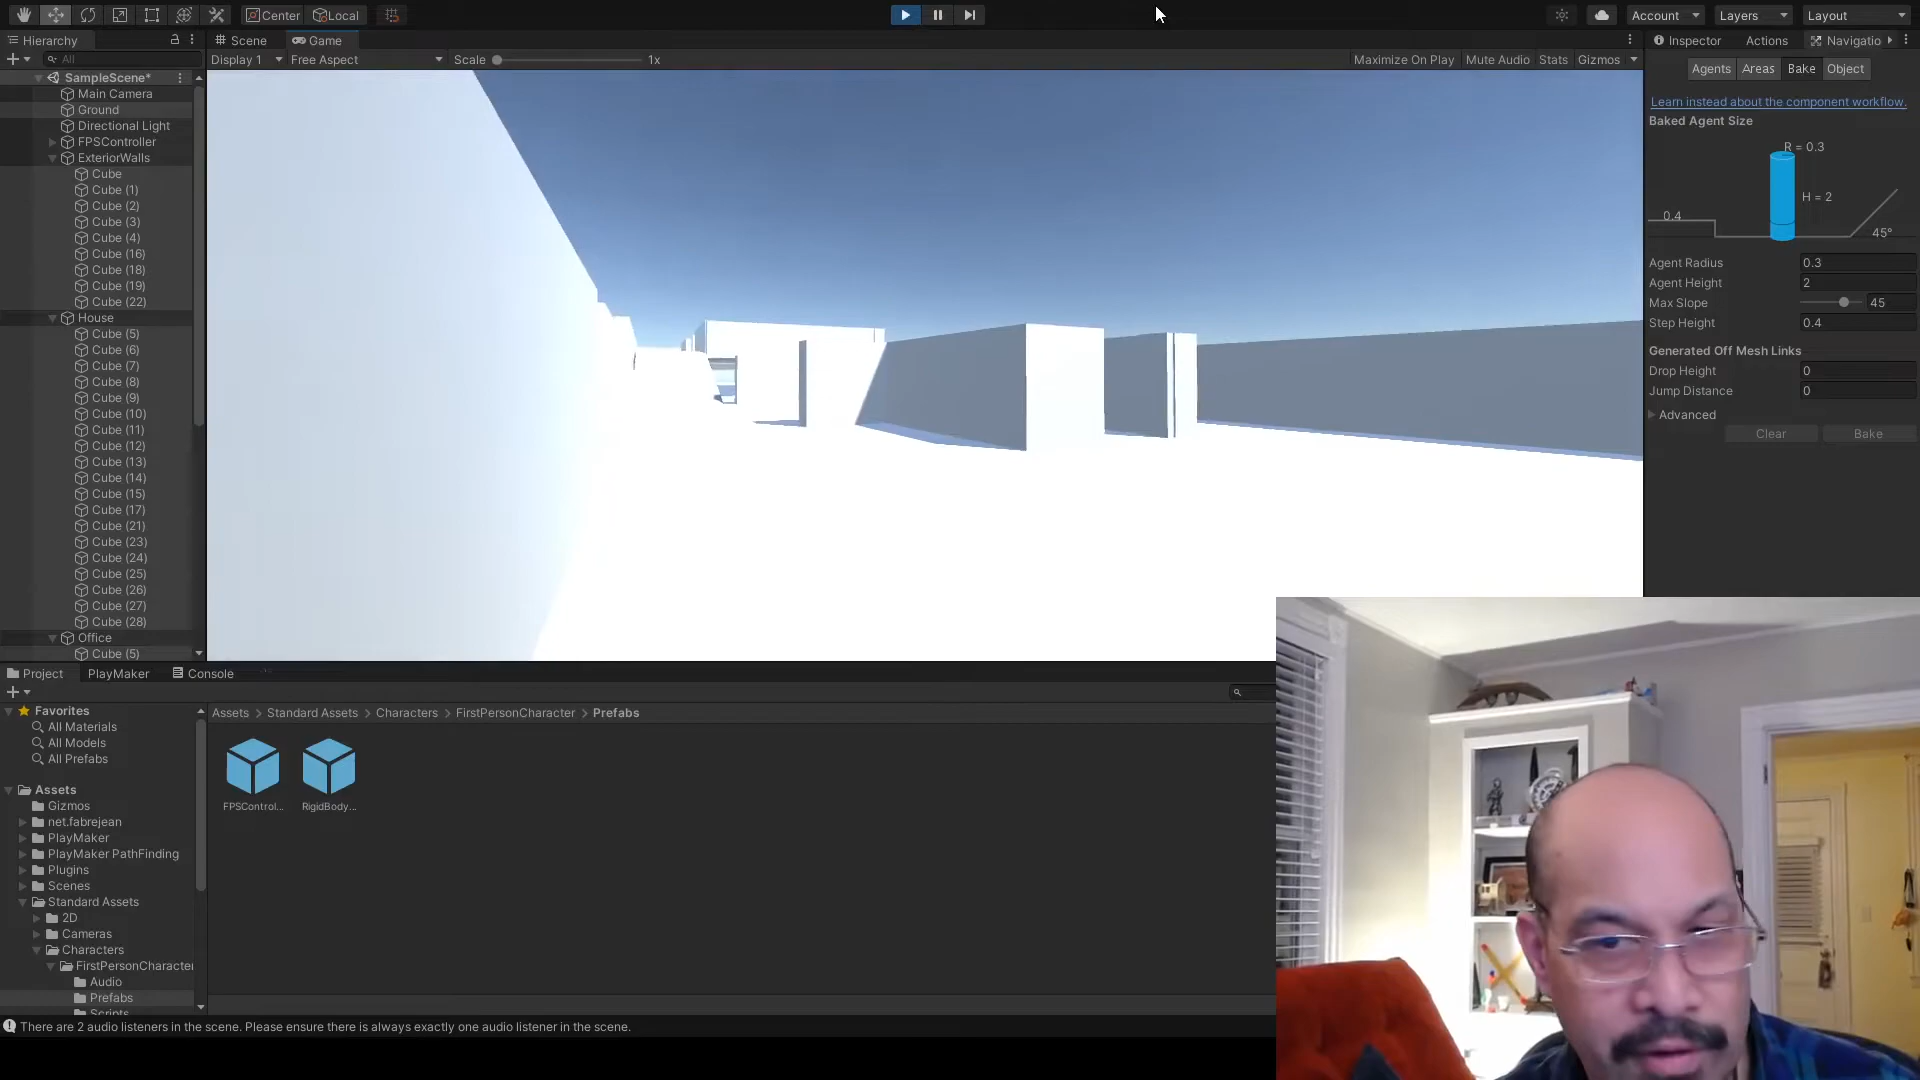 Center
Local
Account
Layers
Layout
Hierarchy
Scene
Game
Inspector
Actions
Navigatio
All
Display 1
Free Aspect
Scale
1x
Maximize On Play
Mute Audio
Stats
Gizmos
Agents
Areas
Bake
Object
SampleScene*
Main Camera
Ground
Directional Light
FPSController
ExteriorWalls
Cube
Cube (1)
Cube (2)
Cube (3)
Cube (4)
Cube (16)
Cube (18)
Cube (19)
Cube (22)
House
Cube (5)
Cube (6)
Cube (7)
Cube (8)
Cube (9)
Cube (10)
Cube (11)
Cube (12)
Cube (13)
Cube (14)
Cube (15)
Cube (17)
Cube (21)
Cube (23)
Cube (24)
Cube (25)
Cube (26)
Cube (27)
Cube (28)
Office
Cube (5)
Learn instead about the component workflow.
Baked Agent Size
R = 0.3
H = 2
0.4
45°
Agent Radius 0.3
Agent Height 2
Max Slope 45
Step Height 0.4
Generated Off Mesh Links
Drop Height 0
Jump Distance 0
Advanced
Clear
Bake
Project
PlayMaker
Console
Favorites
All Materials
All Models
All Prefabs
Assets
Gizmos
net.fabrejean
PlayMaker
PlayMaker PathFinding
Plugins
Scenes
Standard Assets
2D
Cameras
Characters
FirstPersonCharacter
Audio
Prefabs
Scripts
Assets > Standard Assets > Characters > FirstPersonCharacter > Prefabs
FPSControl...
RigidBody...
There are 2 audio listeners in the scene. Please ensure there is always exactly one audio listener in the scene.